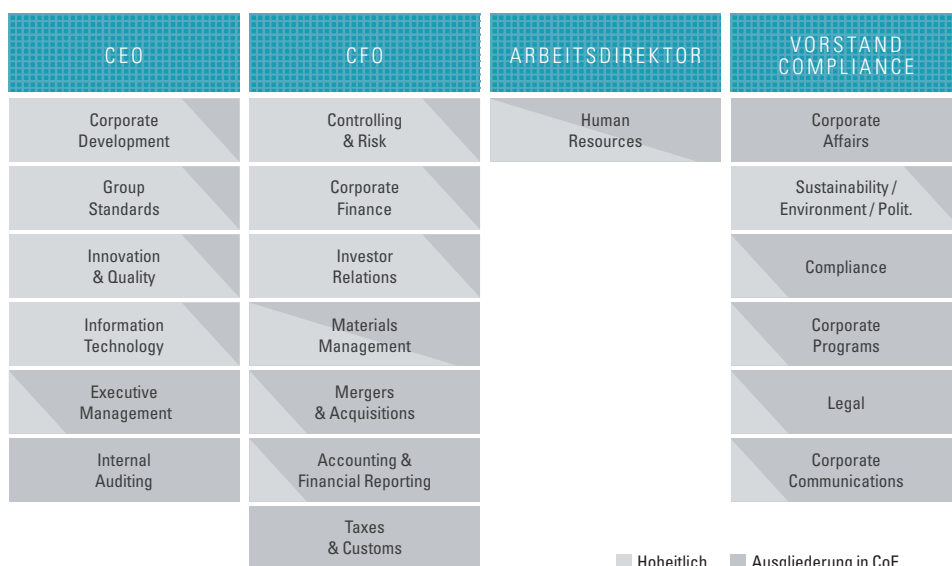 CEO
Corporate
Development
Group
Standards
Innovation
& Quality
Information
Technology
Executive
Management
Internal
Auditing
CFO
Controlling
& Risk
Corporate
Finance
Investor
Relations
Materials
Management
Mergers
& Acquisitions
Accounting &
Financial Reporting
Taxes
& Customs
ARBEITSDIREKTOR
Human
Resources
VORSTAND
COMPLIANCE
Corporate
Affairs
Sustainability /
Environment / Polit.
Compliance
Corporate
Programs
Legal
Corporate
Communications
Hoheitlich
Ausgliederung in CoE